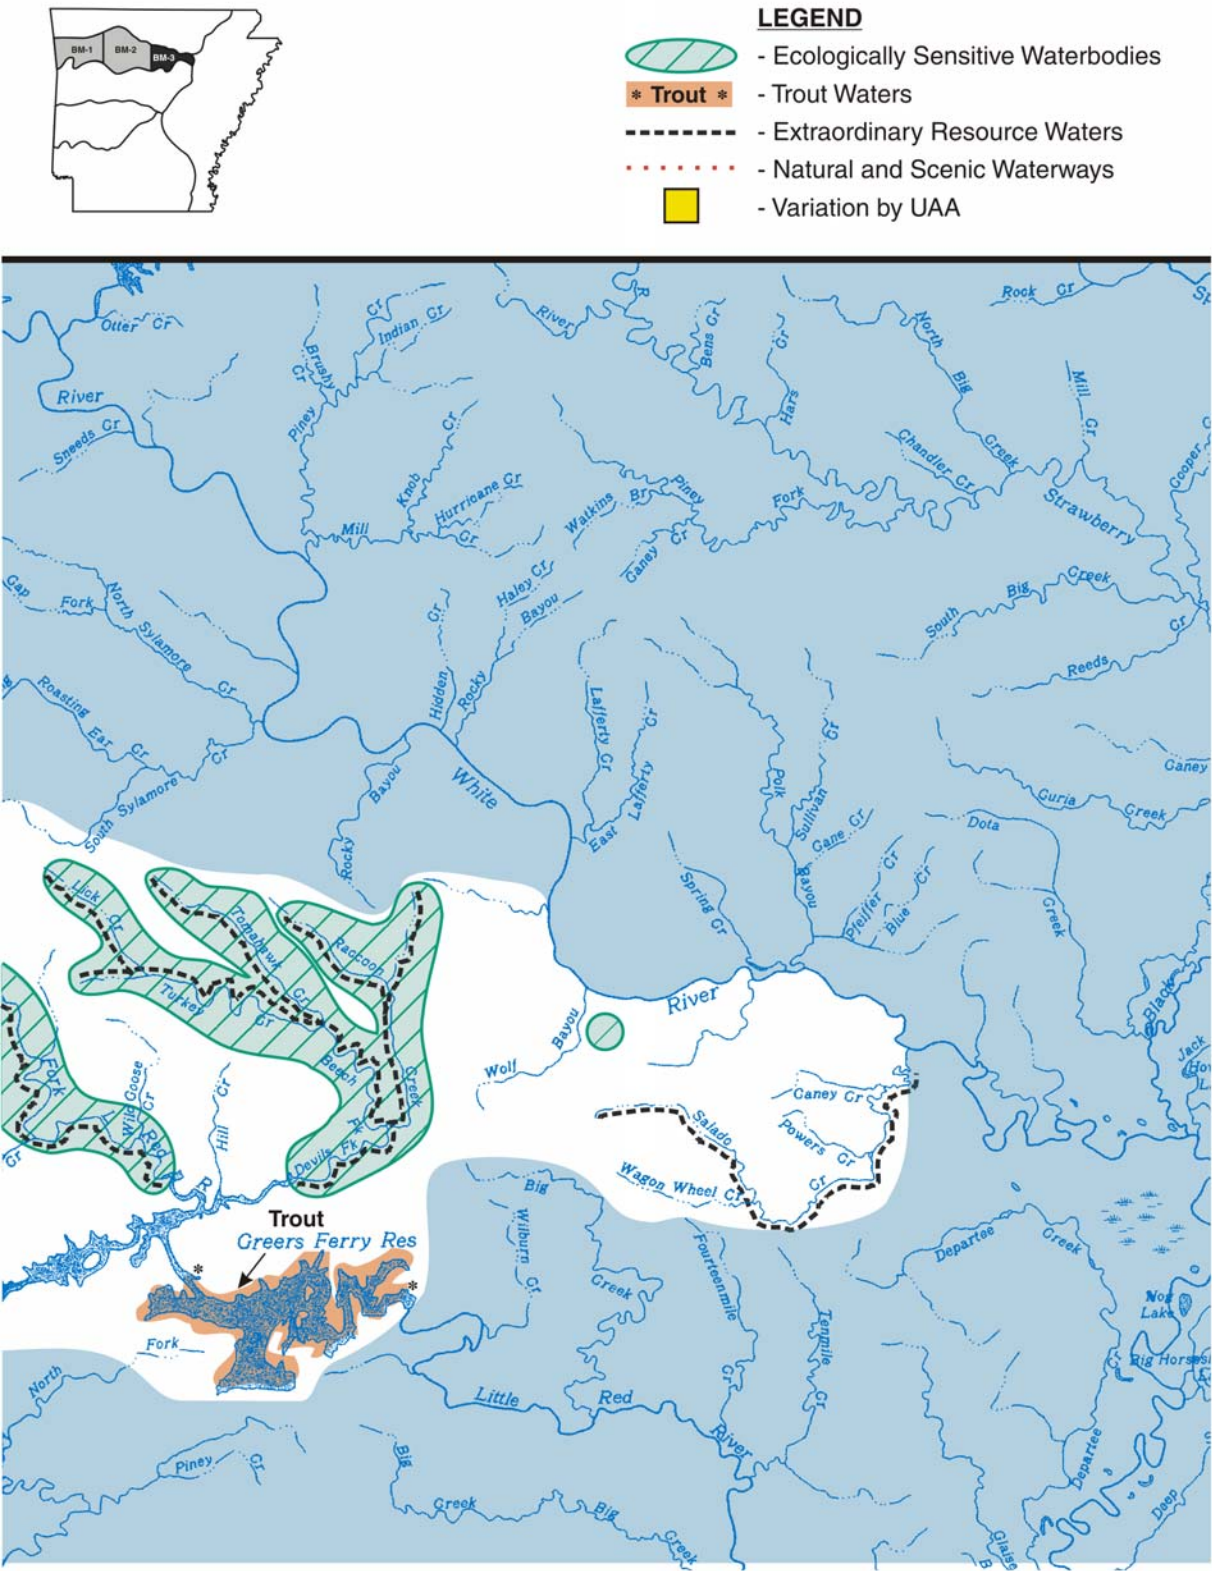 BM-1
BM-2
BM-3
LEGEND
- Ecologically Sensitive Waterbodies
* Trout * - Trout Waters
- Extraordinary Resource Waters
- Natural and Scenic Waterways
- Variation by UAA
Otter Cr
River
Sneeds Cr
Brushy Cr
Cr
Indian Cr
Piney
River
R
Bens Cr
Cr
Hars
North Big Creek
Rock Cr
Mill Cr
Chandler Cr
Cooper
Strawberry
Knob Cr
Hurricane Cr
Mill Cr
Watkins Br
Piney Fork
Caney Cr
Haley Cr
Bayou
Rocky
Hidden Cr
Gap
Fork
North Sylamore Cr
Roasting Ear Cr
South Sylamore Cr
Rocky Bayou
White
Lafferty Cr
East Lafferty Cr
South Big Creek
Reeds Cr
Polk Bayou
Sullivan Cr
Cane Cr
Curia Creek
Caney
Dota Creek
Spring Cr
Pfeiffer Cr
Blue Cr
Black
Lick Cr
Tomahawk Cr
Raccoon
Turkey Cr
Beech Fk
Creek
Fork
Wild Goose Cr
Hill Cr
Red
R
Cr
Devils Fk
Wolf Bayou
River
Caney Cr
Powers Cr
Salado Cr
Wagon Wheel Cr
Jack
Trout
Greers Ferry Res
*
*
Fork
North
Big Creek
Wilburn Cr
Fourteenmile Cr
Tenmile Cr
Departee Creek
Hog Lake
Big Horse
Little Red River
Piney Cr
Big Creek
Big Creek
Departee
Cr
Glaise
B
Deep